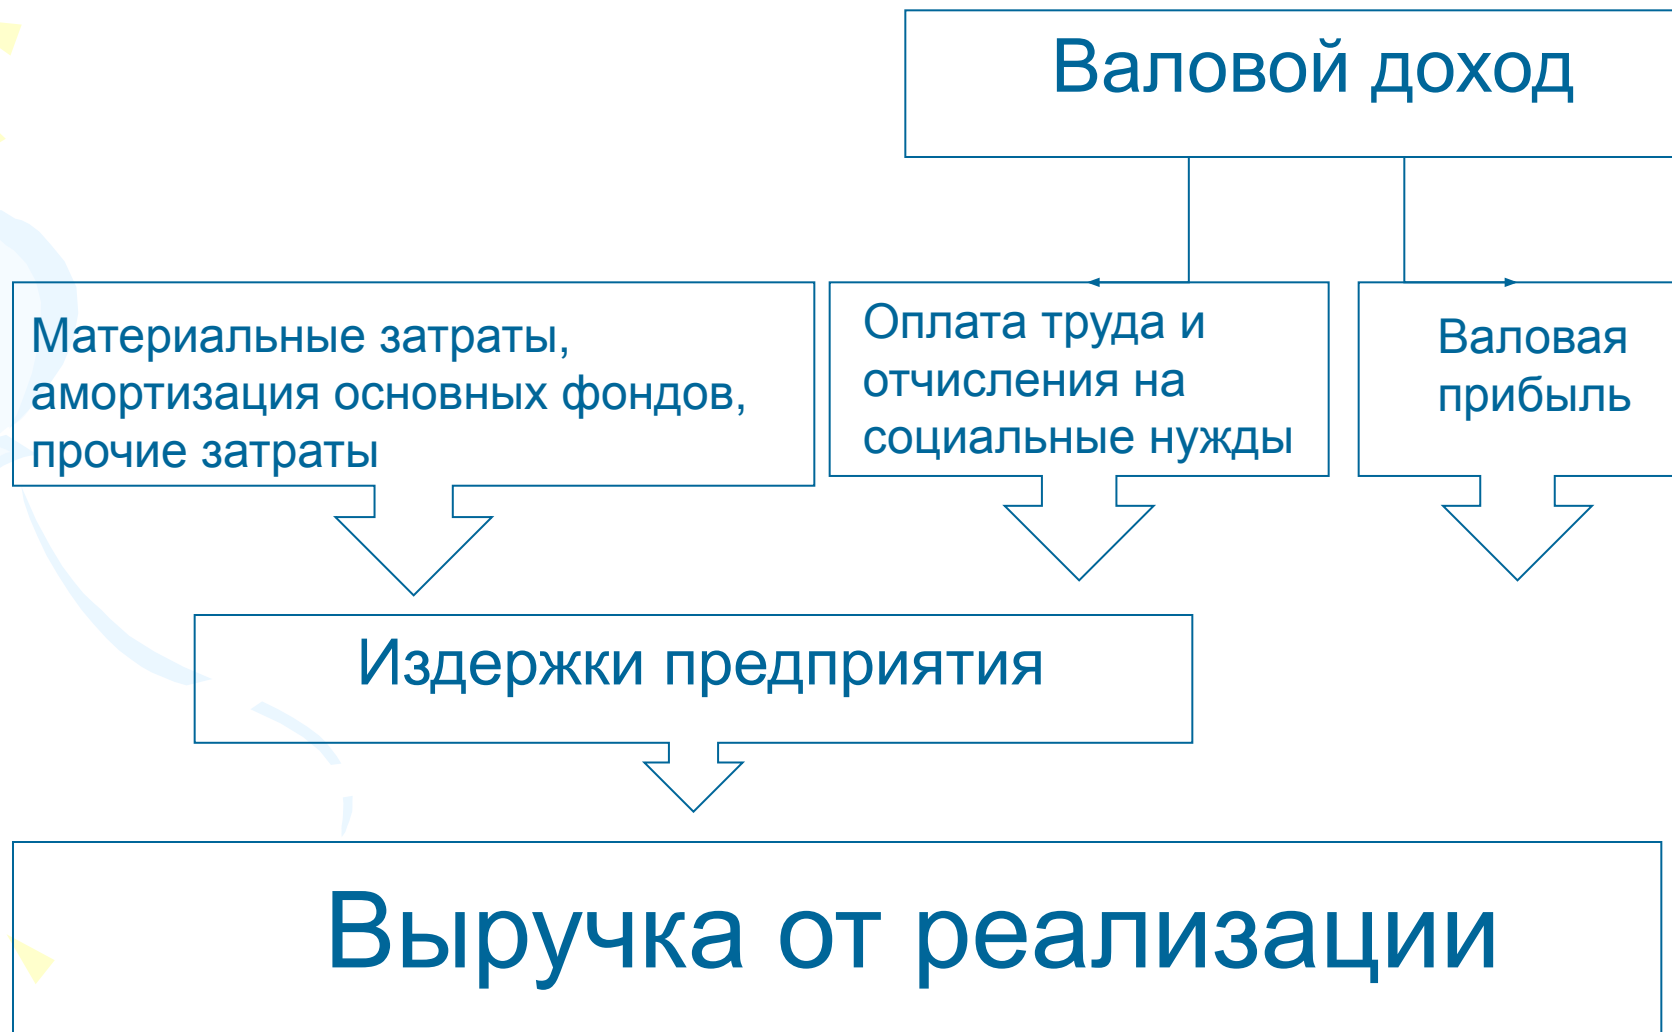 Валовой доход
Материальные затраты,
амортизация основных фондов,
прочие затраты
Оплата труда и
отчисления на
социальные нужды
Валовая
прибыль
Издержки предприятия
Выручка от реализации